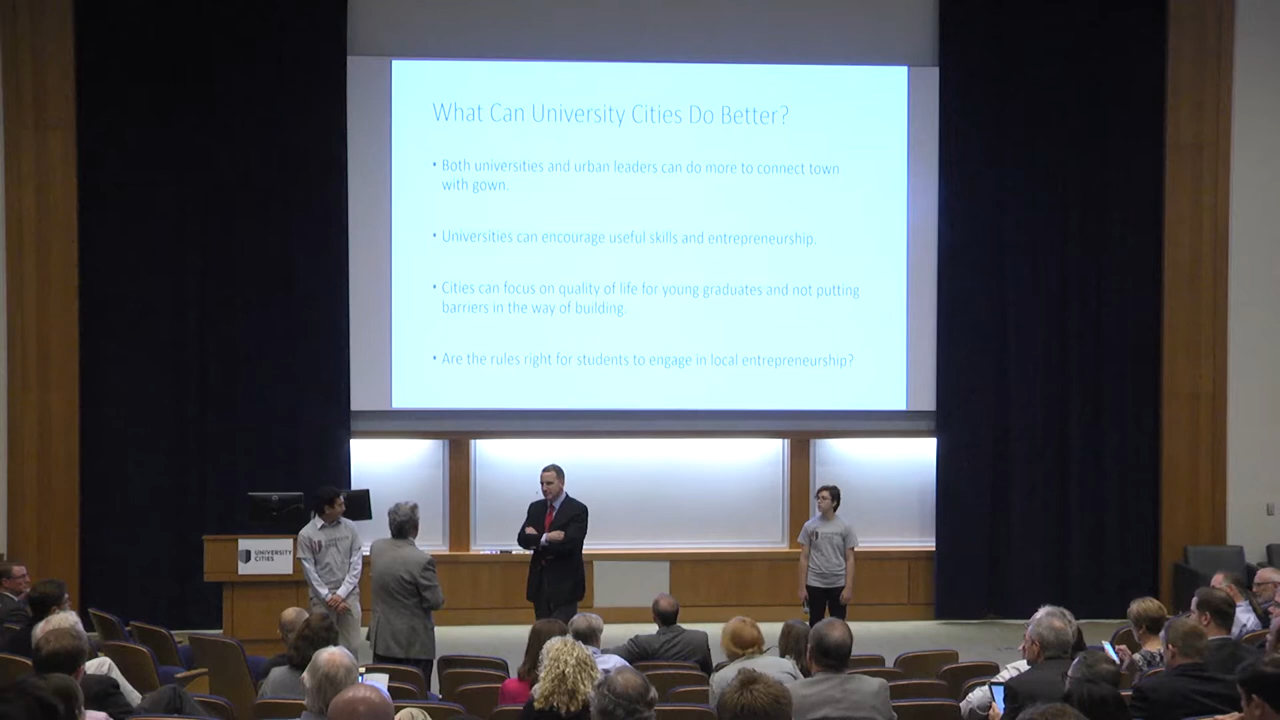 What Can University Cities Do Better?
• Both universities and urban leaders can do more to connect town
with gown.
• Universities can encourage useful skills and entrepreneurship.
• Cities can focus on quality of life for young graduates and not putting
barriers in the way of building.
• Are the rules right for students to engage in local entrepreneurship?
UNIVERSITY
CITIES